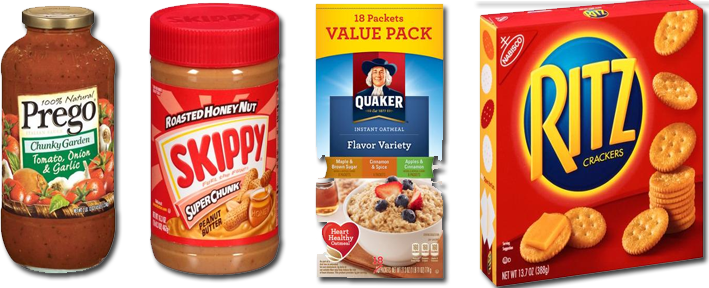 100% Natural
Prego
Chunky Garden
Tomato, Onion
& Garlic
ROASTED HONEY NUT
SKIPPY
SUPER CHUNK
PEANUT
BUTTER
18 Packets
VALUE PACK
QUAKER
INSTANT OATMEAL
Flavor Variety
Maple &
Brown Sugar
Cinnamon
& Spice
Apples &
Cinnamon
Heart
Healthy
Oatmeal
18
NABISCO
RITZ
CRACKERS
NET WT 13.7 OZ (388g)